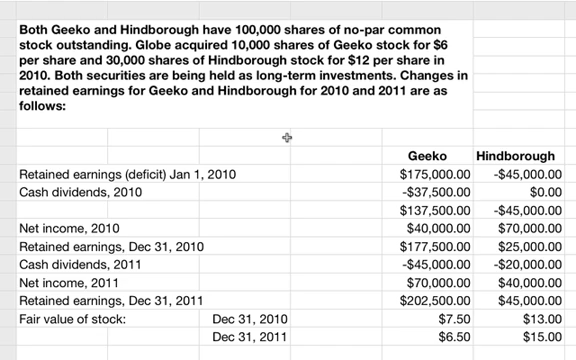 Both Geeko and Hindborough have 100,000 shares of no-par common
stock outstanding. Globe acquired 10,000 shares of Geeko stock for $6
per share and 30,000 shares of Hindborough stock for $12 per share in
2010. Both securities are being held as long-term investments. Changes in
retained earnings for Geeko and Hindborough for 2010 and 2011 are as
follows:
Geeko Hindborough
Retained earnings (deficit) Jan 1, 2010 $175,000.00 -$45,000.00
Cash dividends, 2010 -$37,500.00 $0.00
$137,500.00 -$45,000.00
Net income, 2010 $40,000.00 $70,000.00
Retained earnings, Dec 31, 2010 $177,500.00 $25,000.00
Cash dividends, 2011 -$45,000.00 -$20,000.00
Net income, 2011 $70,000.00 $40,000.00
Retained earnings, Dec 31, 2011 $202,500.00 $45,000.00
Fair value of stock: Dec 31, 2010 $7.50 $13.00
Dec 31, 2011 $6.50 $15.00